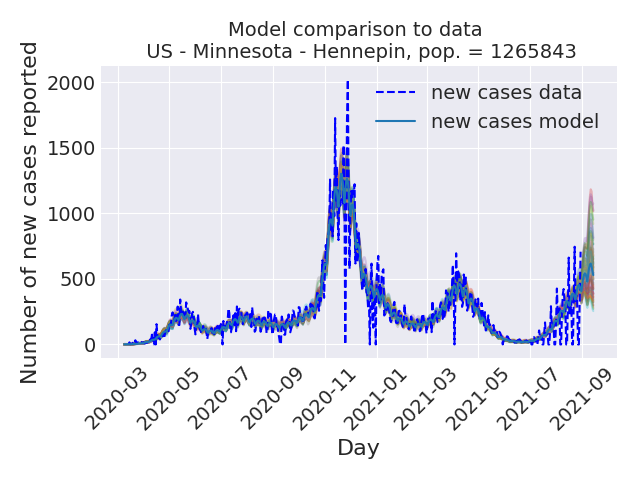 Model comparison to data
US - Minnesota - Hennepin, pop. = 1265843
Number of new cases reported
2000
1500
1000
500
0
new cases data
new cases model
2020-03
2020-05
2020-07
2020-09
2020-11
2021-01
2021-03
2021-05
2021-07
2021-09
Day